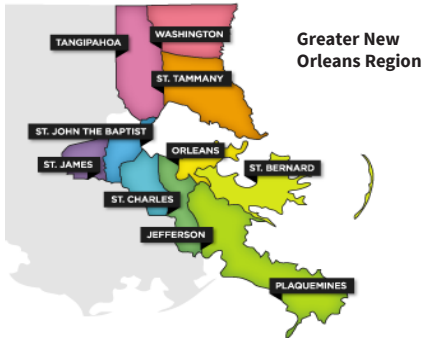 Greater New
Orleans Region
WASHINGTON
TANGIPAHOA
ST. TAMMANY
ST. JOHN THE BAPTIST
ORLEANS
ST. JAMES
ST. BERNARD
ST. CHARLES
JEFFERSON
PLAQUEMINES